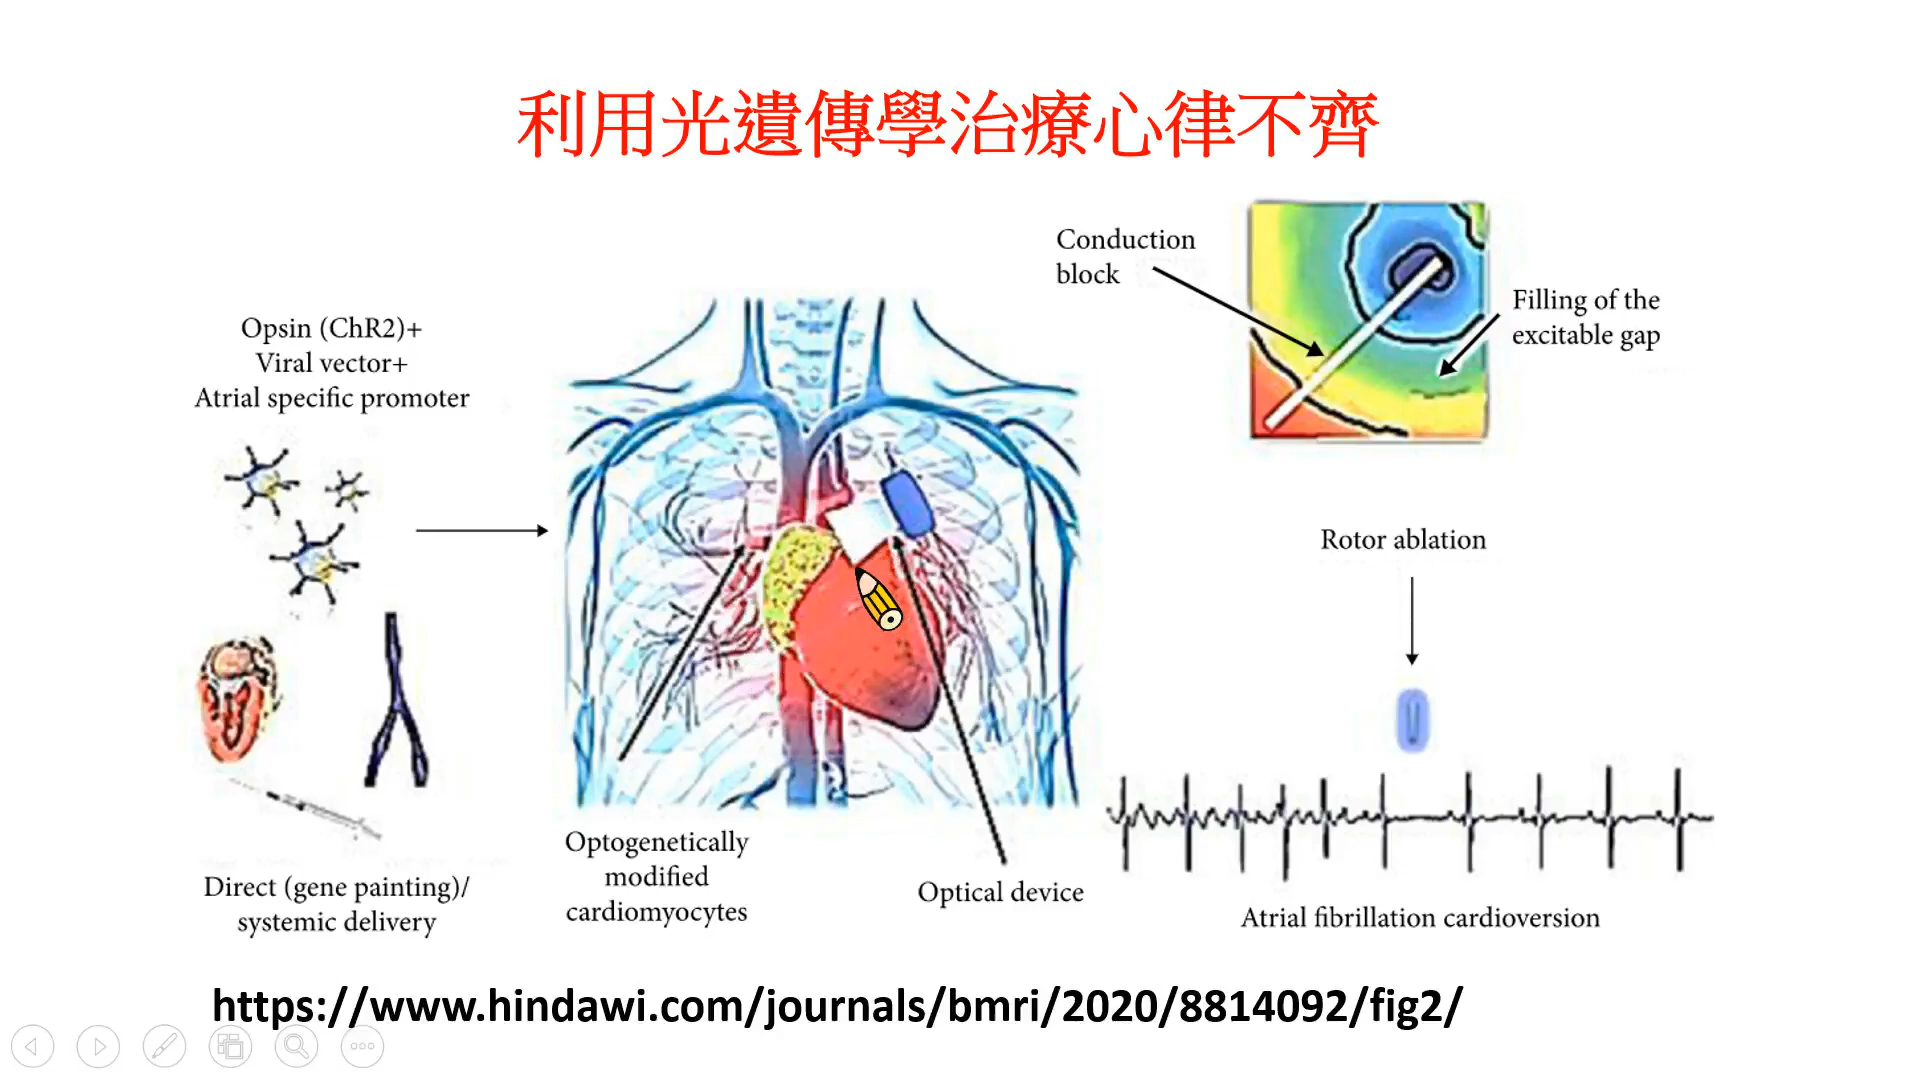 利用光遺傳學治療心律不齊
Opsin (ChR2)+
Viral vector+
Atrial specific promoter
Direct (gene painting)/
systemic delivery
Optogenetically
modified
cardiomyocytes
Optical device
Conduction
block
Filling of the
excitable gap
Rotor ablation
Atrial fibrillation cardioversion
https://www.hindawi.com/journals/bmri/2020/8814092/fig2/